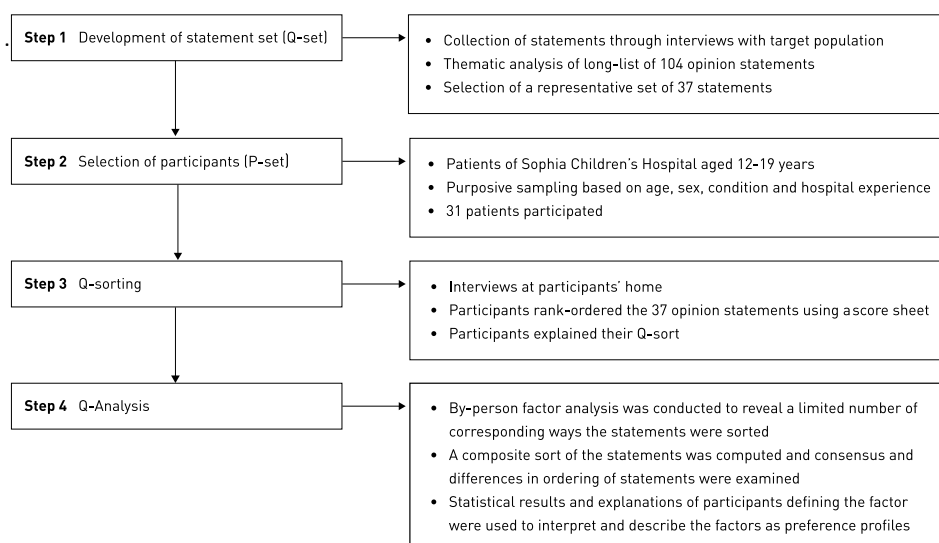 Step 1 Development of statement set (Q-set)
• Collection of statements through interviews with target population
• Thematic analysis of long-list of 104 opinion statements
• Selection of a representative set of 37 statements
Step 2 Selection of participants (P-set)
• Patients of Sophia Children's Hospital aged 12-19 years
• Purposive sampling based on age, sex, condition and hospital experience
• 31 patients participated
Step 3 Q-sorting
• Interviews at participants' home
• Participants rank-ordered the 37 opinion statements using a score sheet
• Participants explained their Q-sort
Step 4 Q-Analysis
• By-person factor analysis was conducted to reveal a limited number of
corresponding ways the statements were sorted
• A composite sort of the statements was computed and consensus and
differences in ordering of statements were examined
• Statistical results and explanations of participants defining the factor
were used to interpret and describe the factors as preference profiles